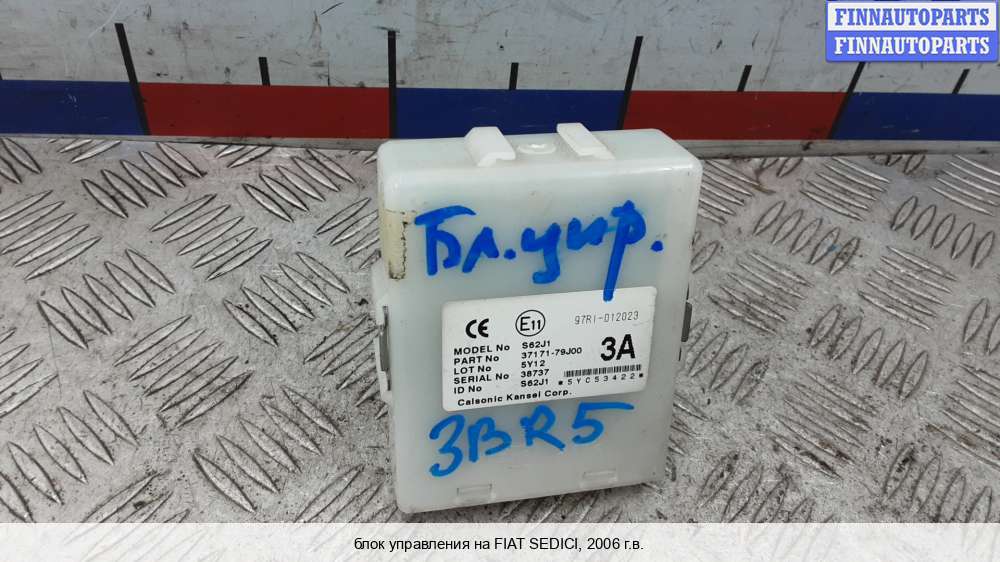 FINNAUTOPARTS
FINNAUTOPARTS
Бл.упр.
CE E11 97RI-012023
MODEL No S62J1
PART No 37171-79J00
LOT No 5Y12
SERIAL No 38737
ID No S62J1
3A
*5YC53422*
Calsonic Kansei Corp.
3BR5
блок управления на FIAT SEDICI, 2006 г.в.